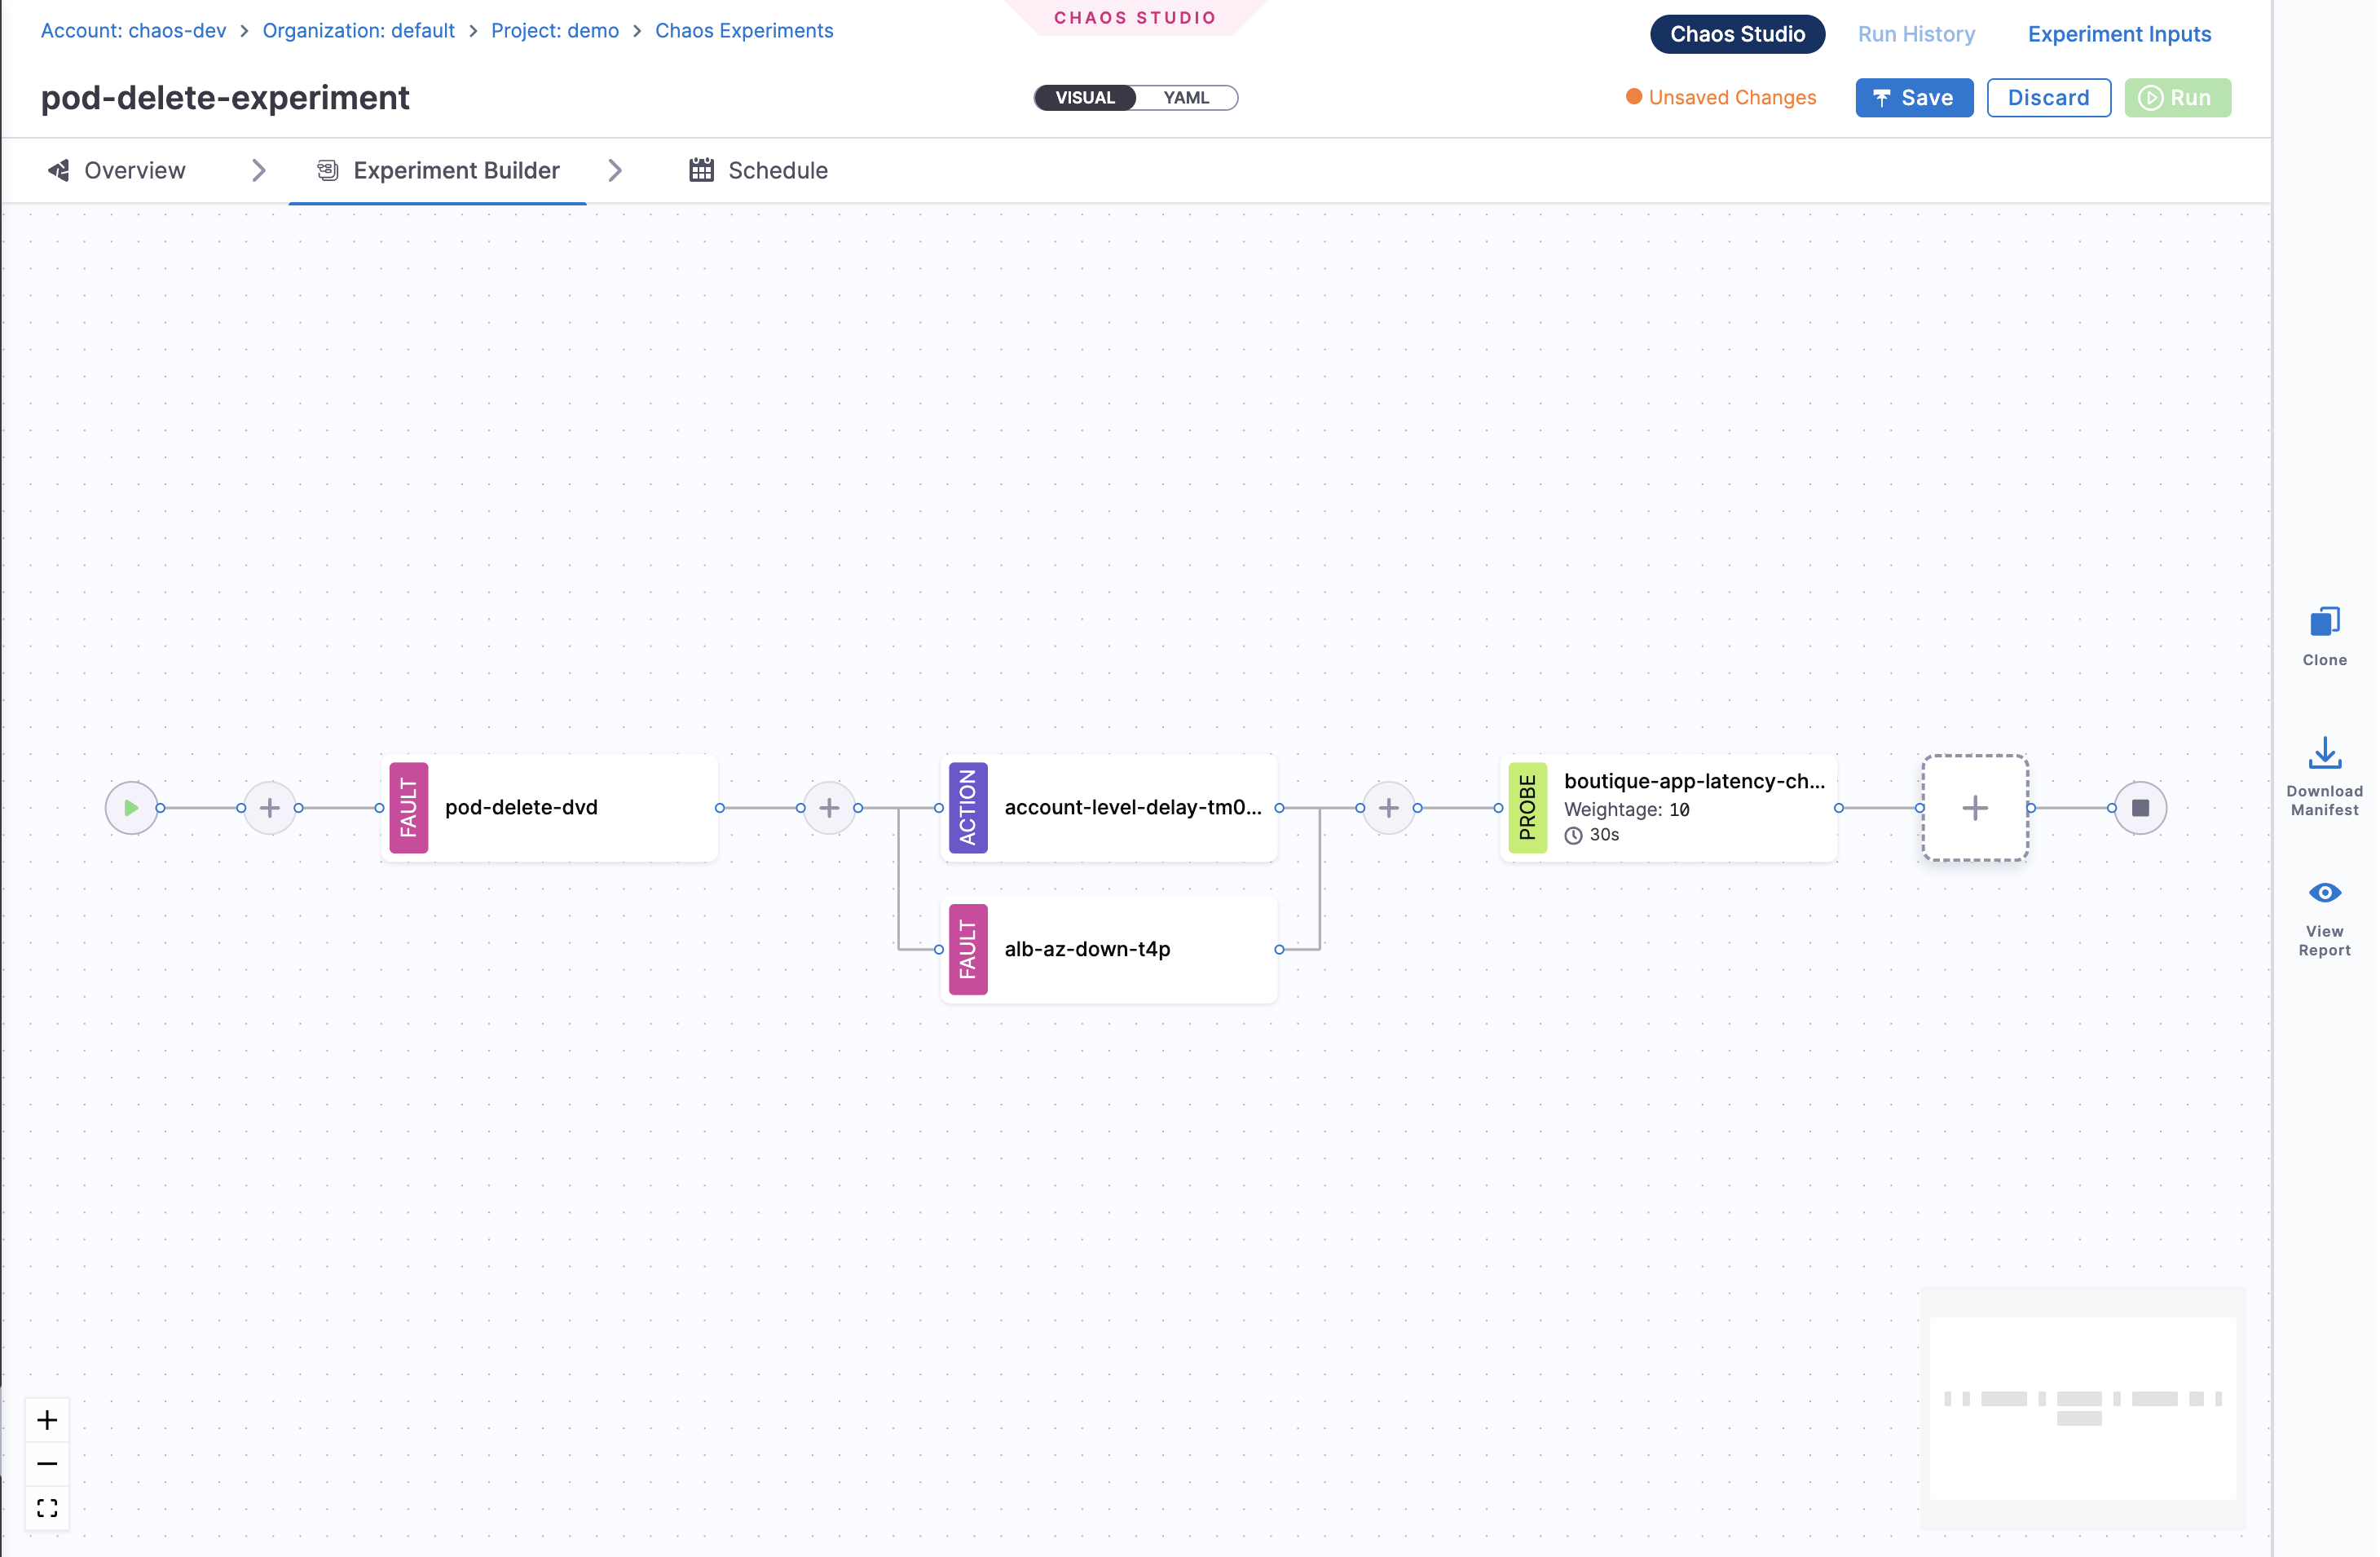 Account: chaos-dev > Organization: default > Project: demo > Chaos Experiments
CHAOS STUDIO
Chaos Studio
Run History
Experiment Inputs
pod-delete-experiment
VISUAL
YAML
Unsaved Changes
Save
Discard
Run
Overview
Experiment Builder
Schedule
FAULT
pod-delete-dvd
ACTION
account-level-delay-tm0...
PROBE
boutique-app-latency-ch...
Weightage: 10
30s
FAULT
alb-az-down-t4p
Clone
Download
Manifest
View
Report